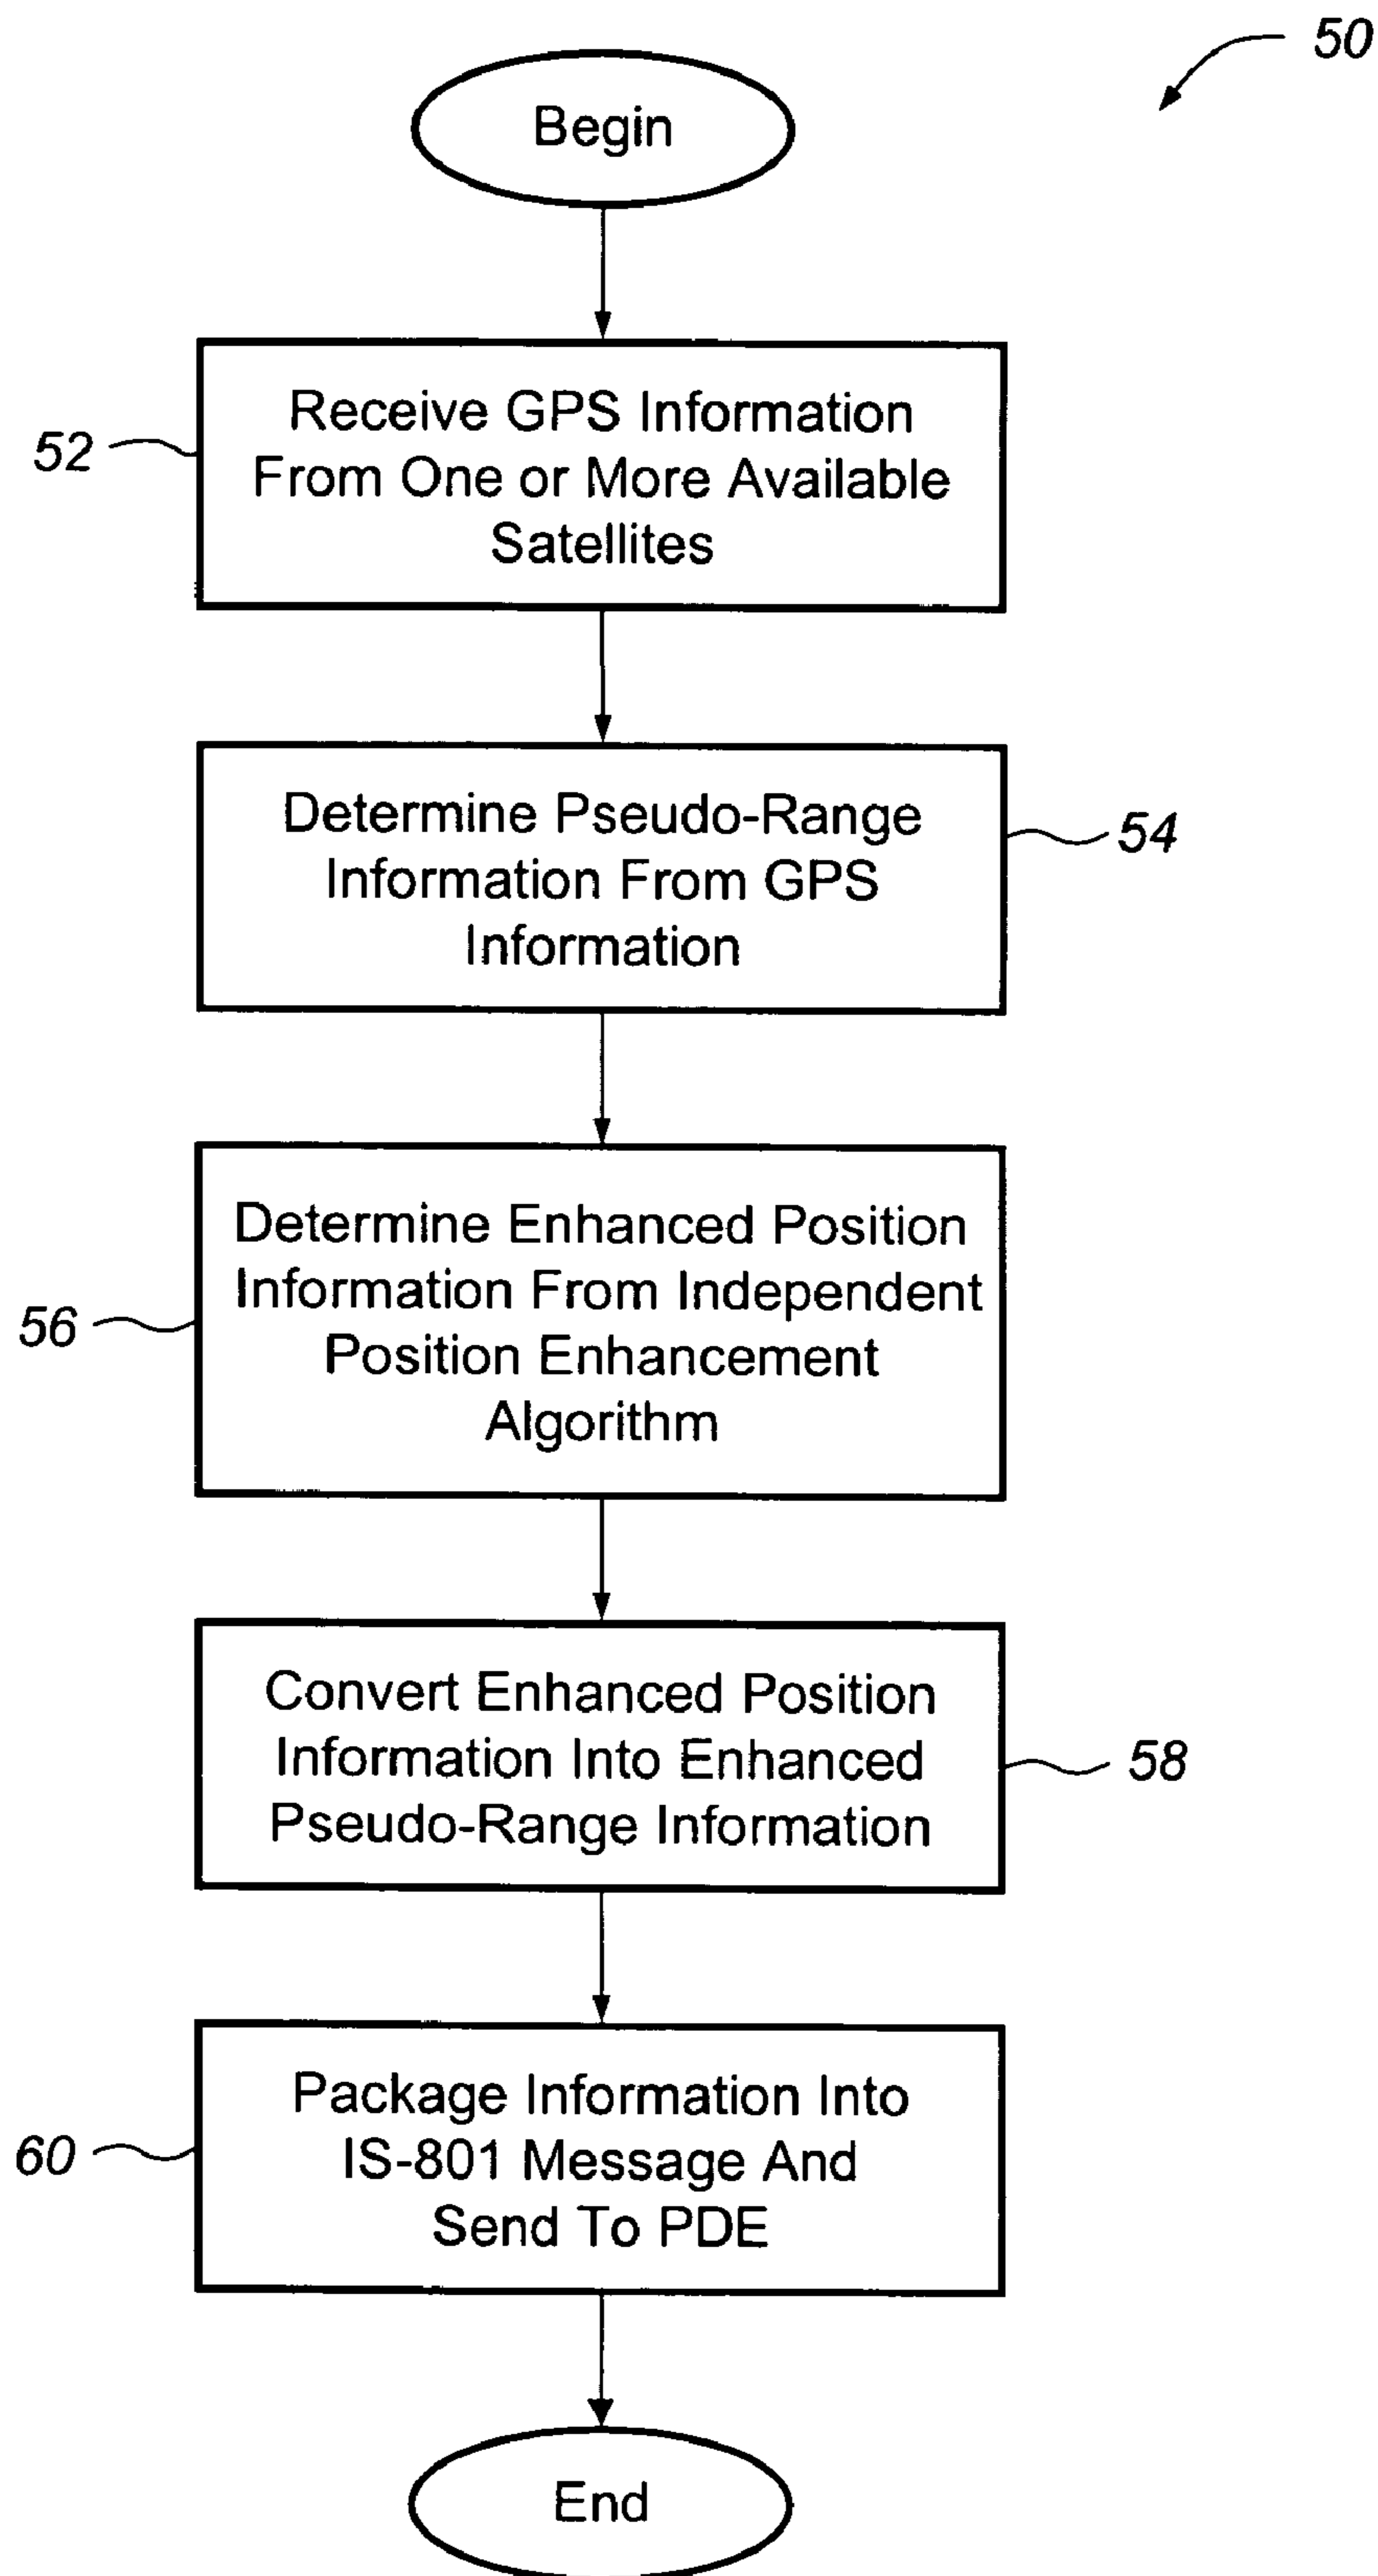 50
Begin
52
Receive GPS Information
From One or More Available
Satellites
Determine Pseudo-Range
Information From GPS
Information
54
56
Determine Enhanced Position
Information From Independent
Position Enhancement
Algorithm
Convert Enhanced Position
Information Into Enhanced
Pseudo-Range Information
58
60
Package Information Into
IS-801 Message And
Send To PDE
End